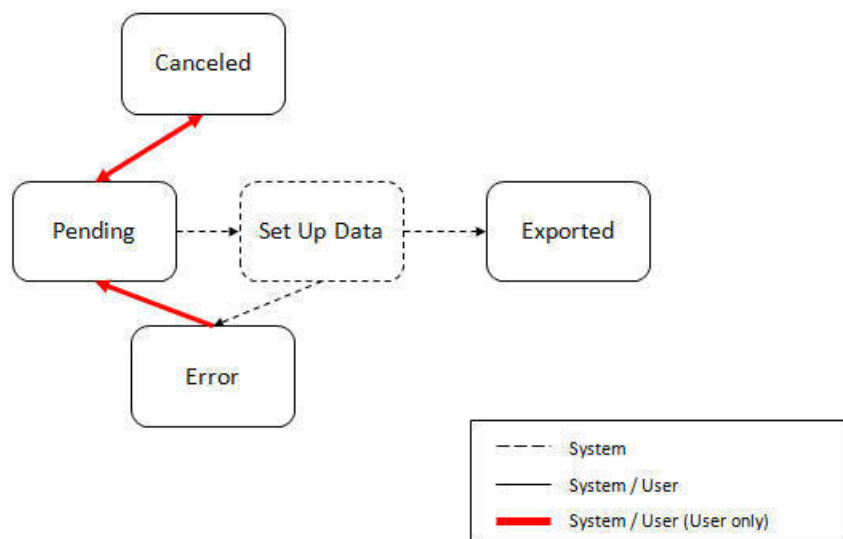 Canceled
Pending
Set Up Data
Exported
Error
System
System / User
System / User (User only)